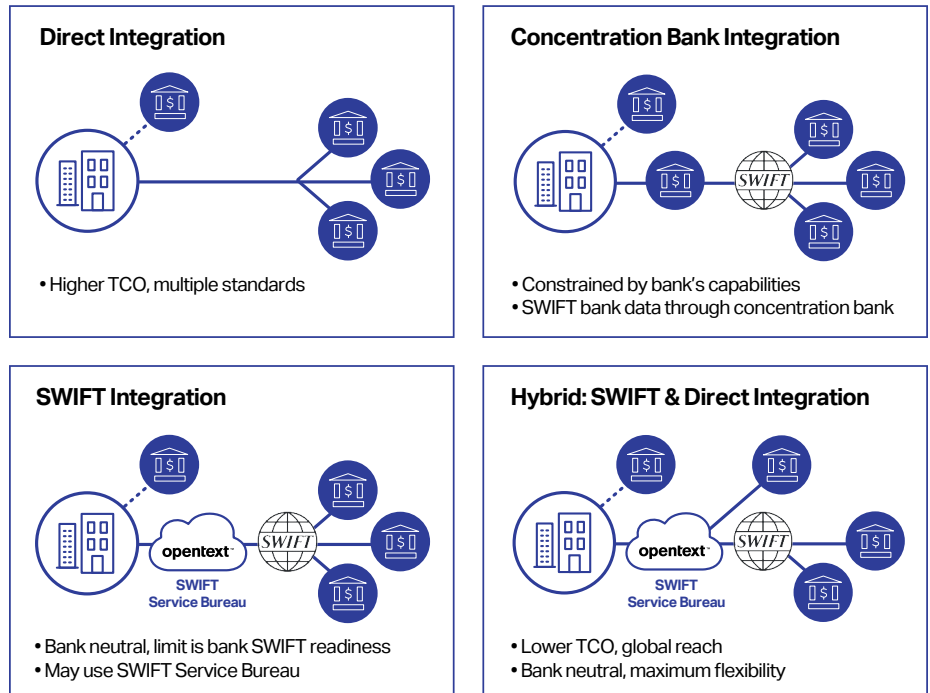 Direct Integration
$
$
$
$
• Higher TCO, multiple standards
Concentration Bank Integration
$
$
$
SWIFT
$
$
• Constrained by bank's capabilities
• SWIFT bank data through concentration bank
SWIFT Integration
$
$
opentext™
SWIFT
$
$
SWIFT
Service Bureau
• Bank neutral, limit is bank SWIFT readiness
• May use SWIFT Service Bureau
Hybrid: SWIFT & Direct Integration
$
$
opentext™
SWIFT
$
$
SWIFT
Service Bureau
• Lower TCO, global reach
• Bank neutral, maximum flexibility